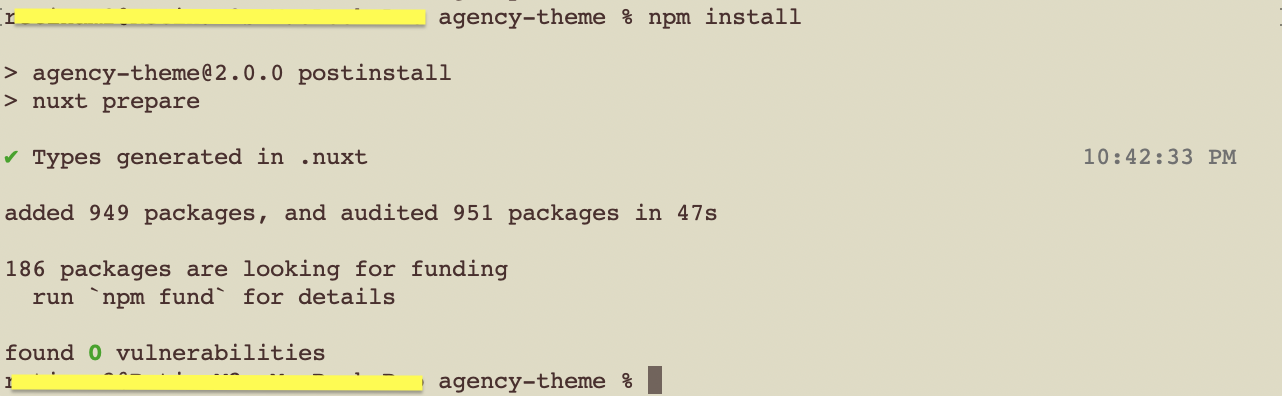 agency-theme % npm install
> agency-theme@2.0.0 postinstall
> nuxt prepare
✔ Types generated in .nuxt 10:42:33 PM
added 949 packages, and audited 951 packages in 47s
186 packages are looking for funding
run `npm fund` for details
found 0 vulnerabilities
agency-theme %